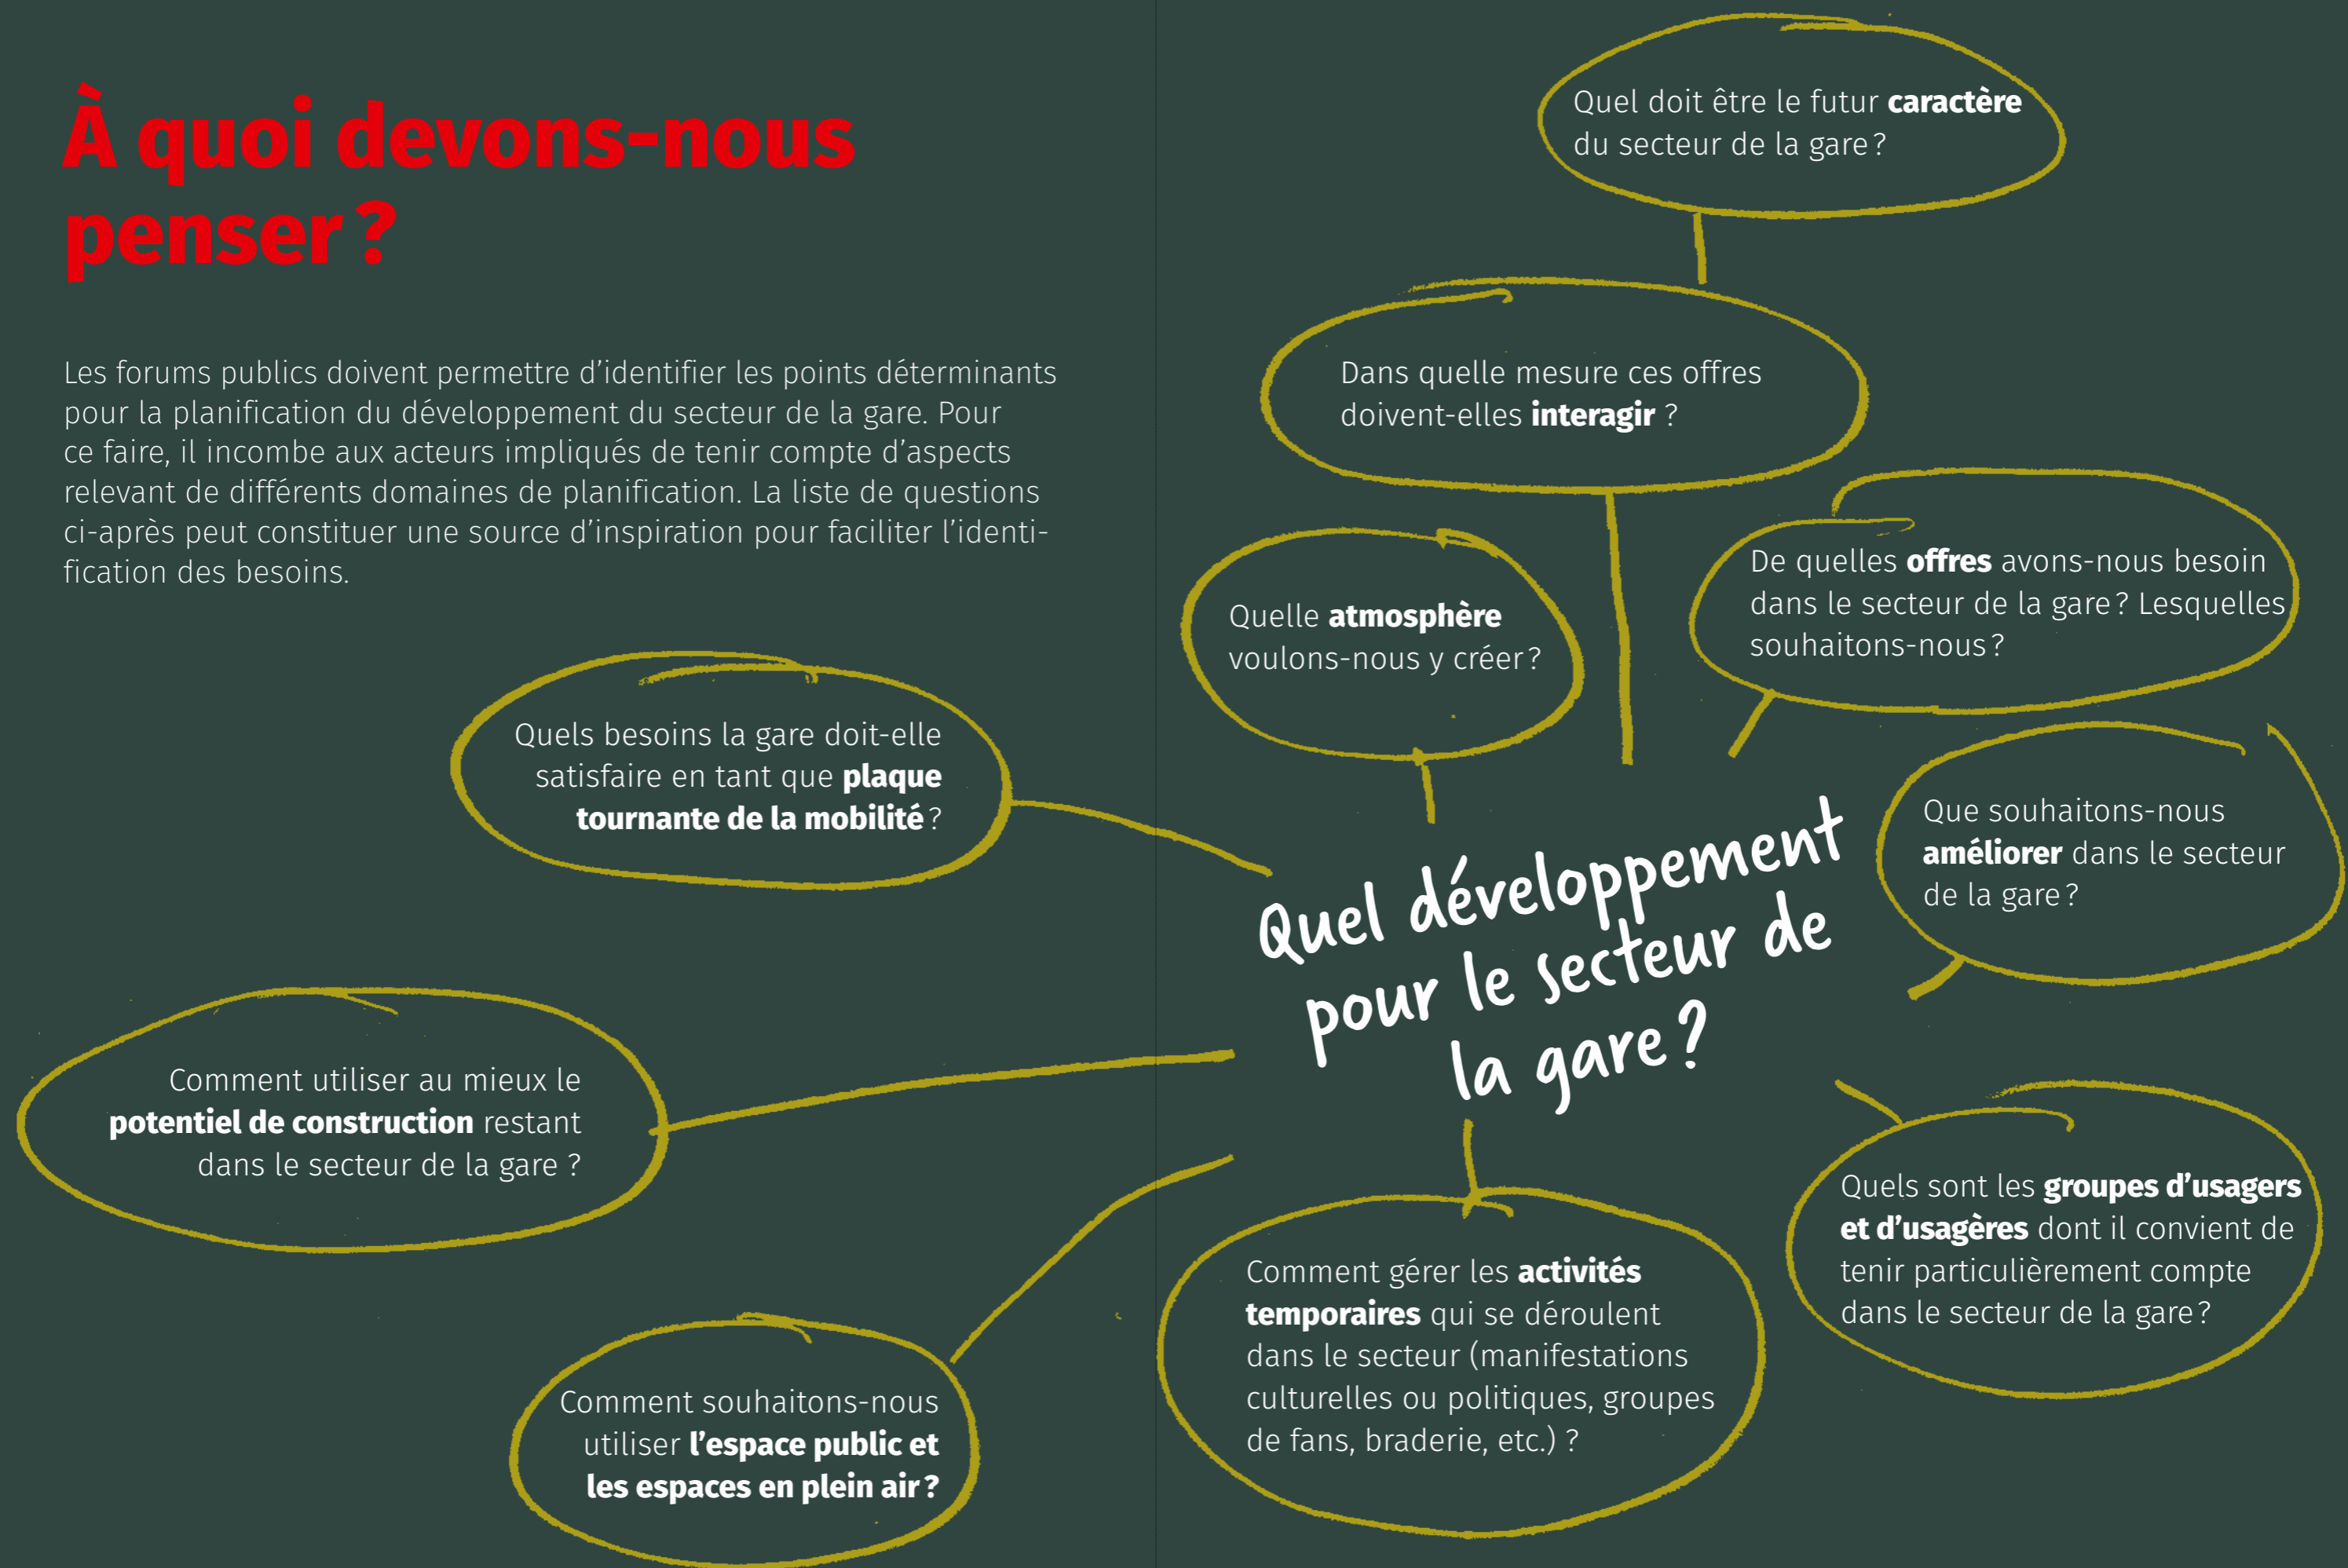 À quoi devons-nous
penser ?
Les forums publics doivent permettre d’identifier les points déterminants
pour la planification du développement du secteur de la gare. Pour
ce faire, il incombe aux acteurs impliqués de tenir compte d’aspects
relevant de différents domaines de planification. La liste de questions
ci-après peut constituer une source d’inspiration pour faciliter l’identi-
fication des besoins.
Quels besoins la gare doit-elle
satisfaire en tant que plaque
tournante de la mobilité ?
Comment utiliser au mieux le
potentiel de construction restant
dans le secteur de la gare ?
Comment souhaitons-nous
utiliser l’espace public et
les espaces en plein air ?
Quel doit être le futur caractère
du secteur de la gare ?
Dans quelle mesure ces offres
doivent-elles interagir ?
De quelles offres avons-nous besoin
dans le secteur de la gare ? Lesquelles
souhaitons-nous ?
Quelle atmosphère
voulons-nous y créer ?
Que souhaitons-nous
améliorer dans le secteur
de la gare ?
Quel développement
pour le secteur de
la gare ?
Quels sont les groupes d’usagers
et d’usagères dont il convient de
tenir particulièrement compte
dans le secteur de la gare ?
Comment gérer les activités
temporaires qui se déroulent
dans le secteur (manifestations
culturelles ou politiques, groupes
de fans, braderie, etc.) ?